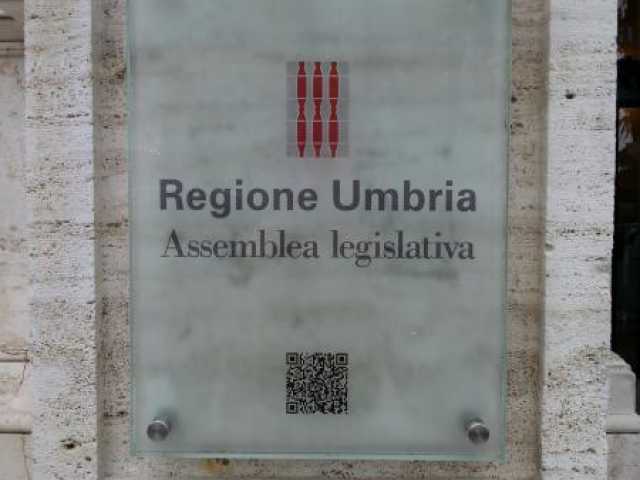 Regione Umbria
Assemblea legislativa